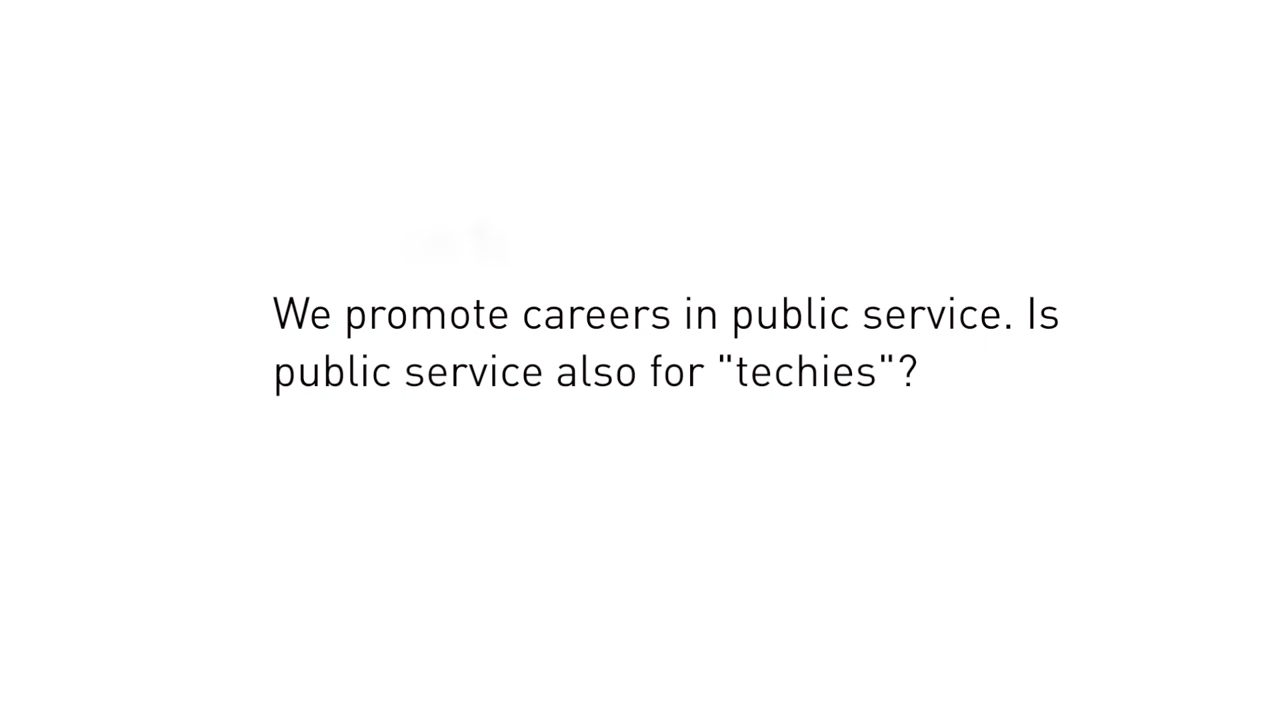 We promote careers in public service. Is
public service also for "techies"?